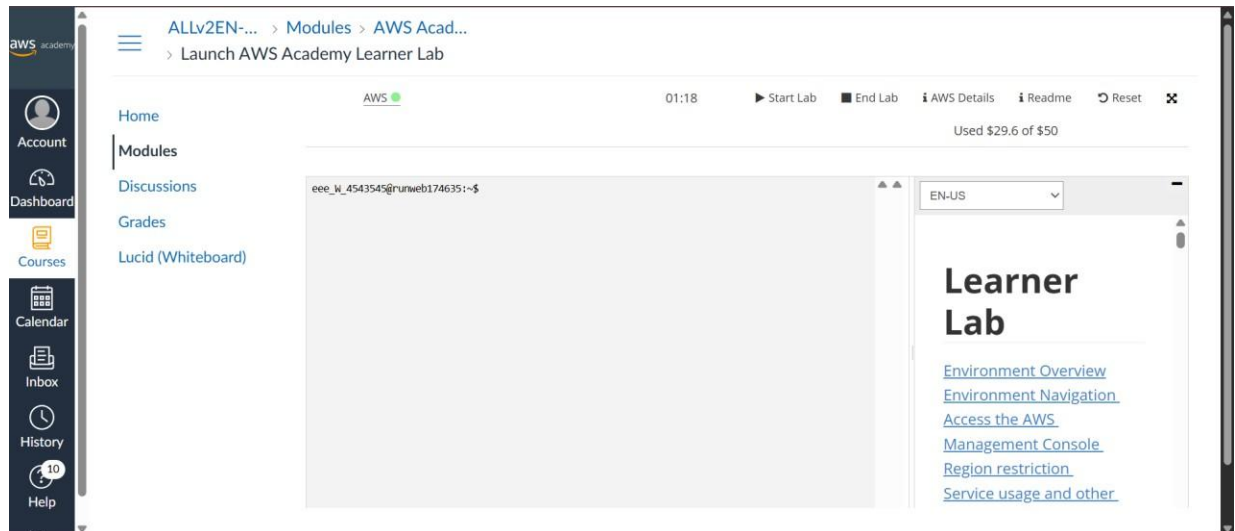 aws academy
Account
Dashboard
Courses
Calendar
Inbox
History
10
Help
ALLv2EN-... > Modules > AWS Acad...
> Launch AWS Academy Learner Lab
Home
Modules
Discussions
Grades
Lucid (Whiteboard)
AWS
01:18
Start Lab
End Lab
i AWS Details
i Readme
Reset
Used $29.6 of $50
eee_W_4543545@runweb174635:~$
EN-US
Learner
Lab
Environment Overview
Environment Navigation
Access the AWS
Management Console
Region restriction
Service usage and other